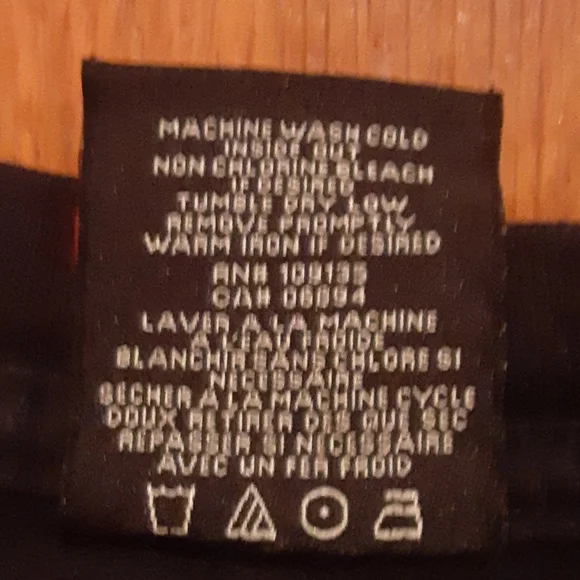 MACHINE WASH COLD
INSIDE OUT
NON CHLORINE BLEACH
IF DESIRED
TUMBLE DRY LOW
REMOVE PROMPTLY
WARM IRON IF DESIRED
RN#
CA#
LAVER A LA MACHINE
A L'EAU FROIDE
BLANCHIR SANS CHLORE SI
NECESSAIRE
SECHER A LA MACHINE CYCLE
DOUX RETIRER DES QUE SEC
REPASSER SI NECESSAIRE
AVEC UN FER FROID